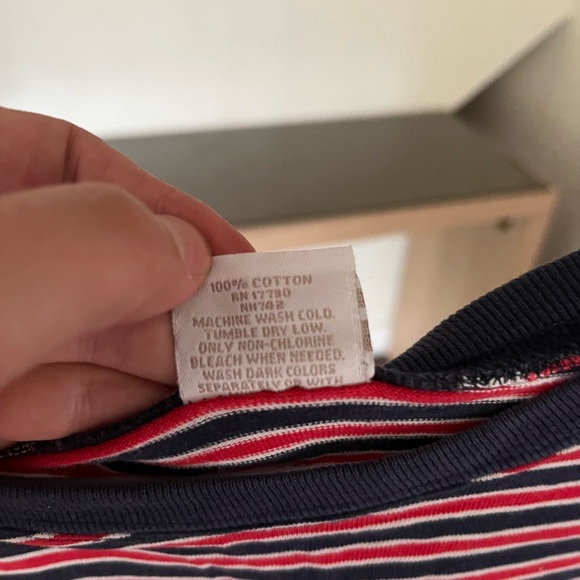 100% COTTON
RN 17730
NH742
MACHINE WASH COLD.
TUMBLE DRY LOW.
ONLY NON-CHLORINE
BLEACH WHEN NEEDED.
WASH DARK COLORS
SEPARATELY OR WITH